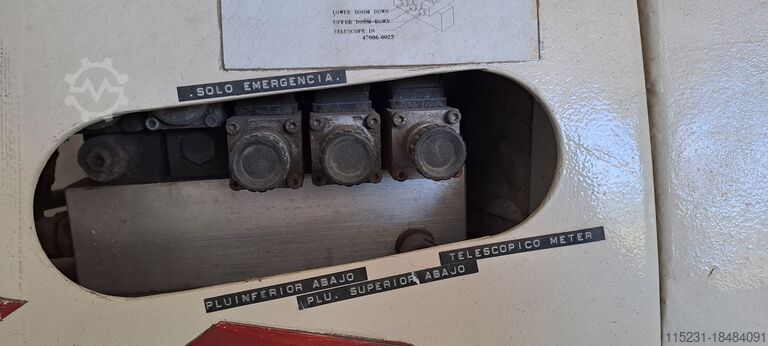 LOWER BOOM DOWN
UPPER BOOM-DOWN
TELESCOPE IN
47006-0025
.SOLO EMERGENCIA.
TELESCOPICO METER
PLUINFERIOR ABAJO
PLU. SUPERIOR ABAJO
115231-18484091